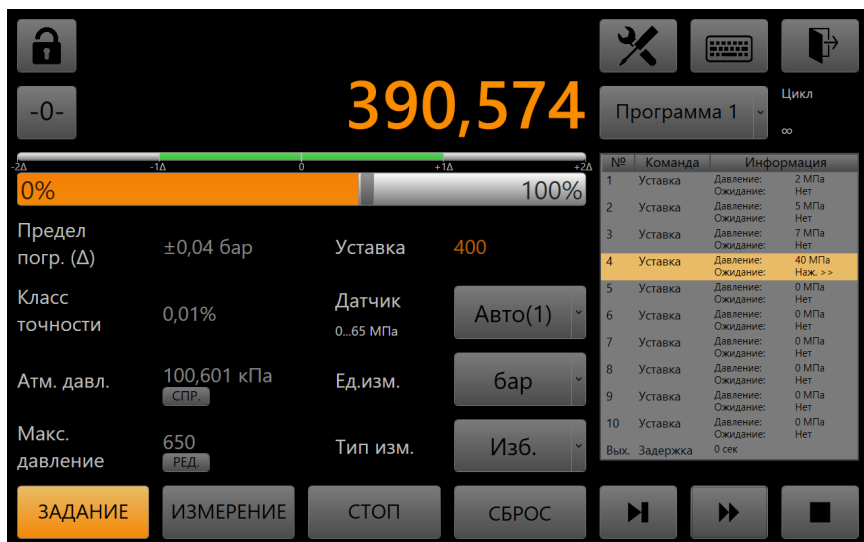 -0-
390,574
Программа 1
Цикл
∞
-2Δ -1Δ 0 +1Δ +2Δ
0% 100%
Предел погр. (Δ) ±0,04 бар Уставка 400
Класс точности 0,01% Датчик 0...65 МПа Авто(1)
Атм. давл. 100,601 кПа СПР. Ед.изм. бар
Макс. давление 650 РЕД. Тип изм. Изб.
№ Команда Информация
1 Уставка Давление: 2 МПа
Ожидание: Нет
2 Уставка Давление: 5 МПа
Ожидание: Нет
3 Уставка Давление: 7 МПа
Ожидание: Нет
4 Уставка Давление: 40 МПа
Ожидание: Наж. >>
5 Уставка Давление: 0 МПа
Ожидание: Нет
6 Уставка Давление: 0 МПа
Ожидание: Нет
7 Уставка Давление: 0 МПа
Ожидание: Нет
8 Уставка Давление: 0 МПа
Ожидание: Нет
9 Уставка Давление: 0 МПа
Ожидание: Нет
10 Уставка Давление: 0 МПа
Ожидание: Нет
Вых. Задержка 0 сек
ЗАДАНИЕ ИЗМЕРЕНИЕ СТОП СБРОС